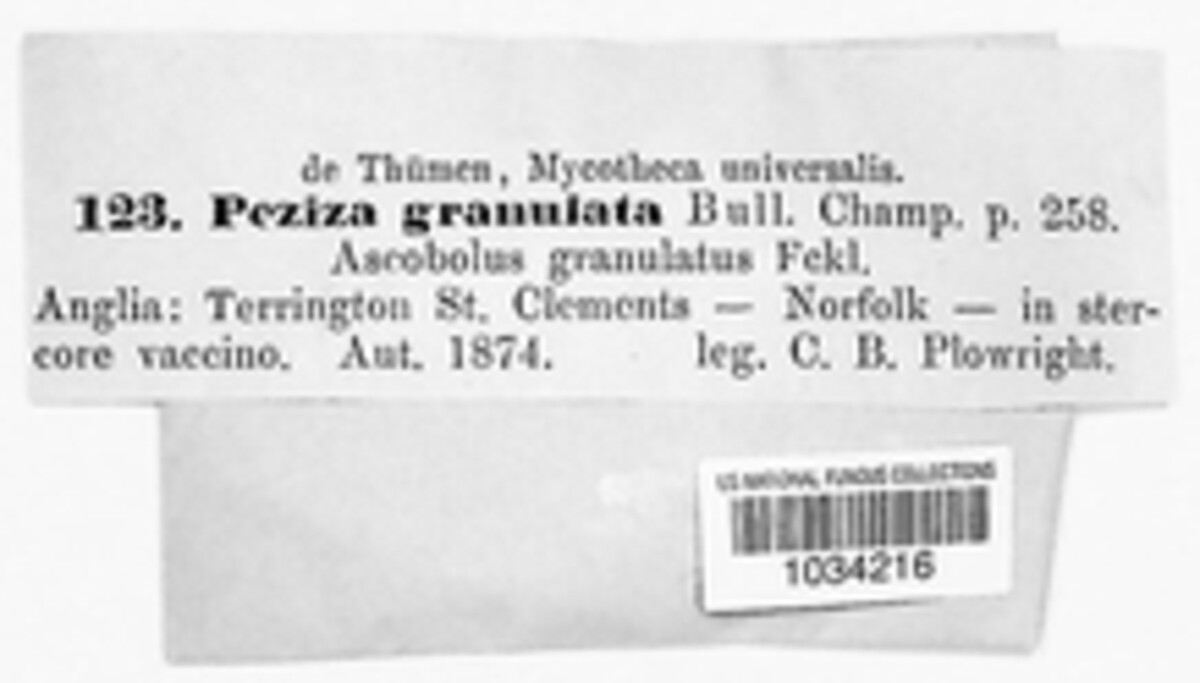 de Thümen, Mycotheca universalis.
123. Peziza granulata Bull. Champ. p. 258.
Ascobolus granulatus Fckl.
Anglia: Terrington St. Clements — Norfolk — in ster-
core vaccino. Aut. 1874. leg. C. B. Plowright.
US NATIONAL FUNGUS COLLECTIONS
1034216